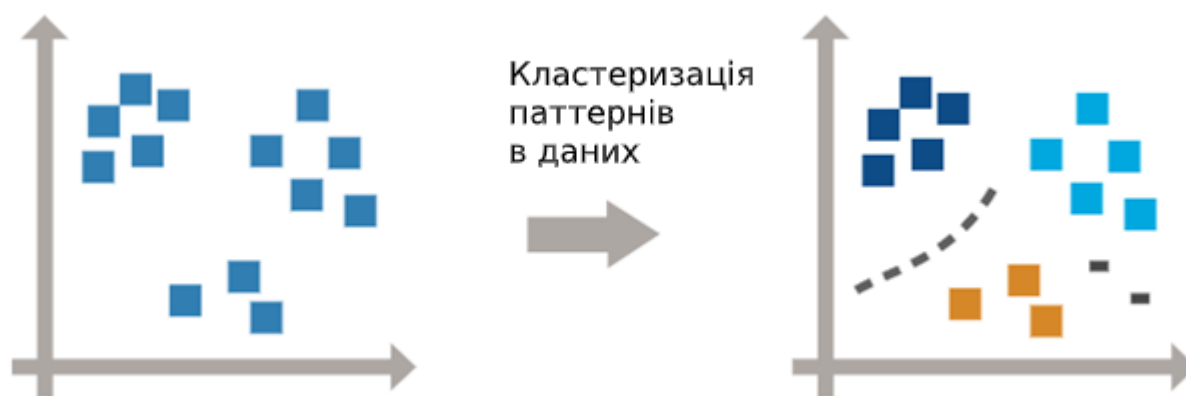 Кластеризація
паттернів
в даних